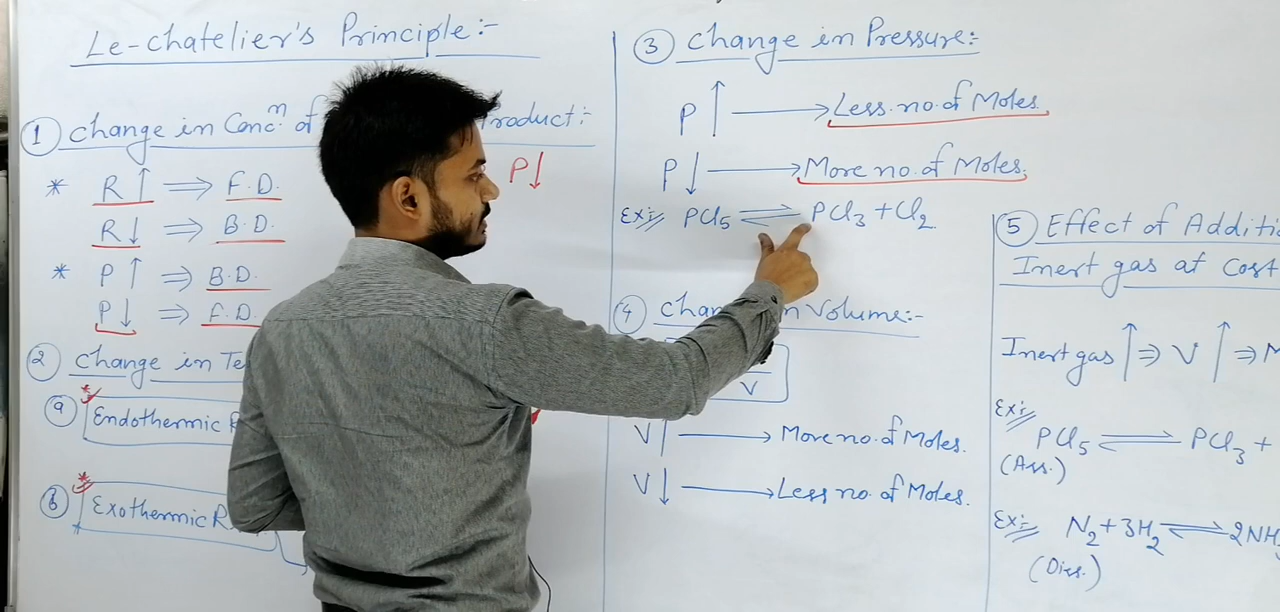 Le-chatelier's Principle:-
① Change in Concⁿ. of Product:-
P↓
* R↑ ⇒ F.D.
R↓ ⇒ B.D.
* P↑ ⇒ B.D.
P↓ ⇒ F.D.
② Change in Te
ⓐ Endothermic R
ⓑ Exothermic R
③ Change in Pressure:-
P↑ → Less no. of Moles.
P↓ → More no. of Moles.
Ex:- PCl₅ ⇌ PCl₃ + Cl₂
④ Chan in Volume:-
V
V → More no. of Moles.
V↓ → Less no. of Moles.
⑤ Effect of Additi
Inert gas at Cost
Inert gas ↑ ⇒ V ↑ ⇒ M
Ex:-
PCl₅ ⇌ PCl₃ +
(Ass.)
Ex:- N₂ + 3H₂ ⇌ 2NH₃
(Diss.)